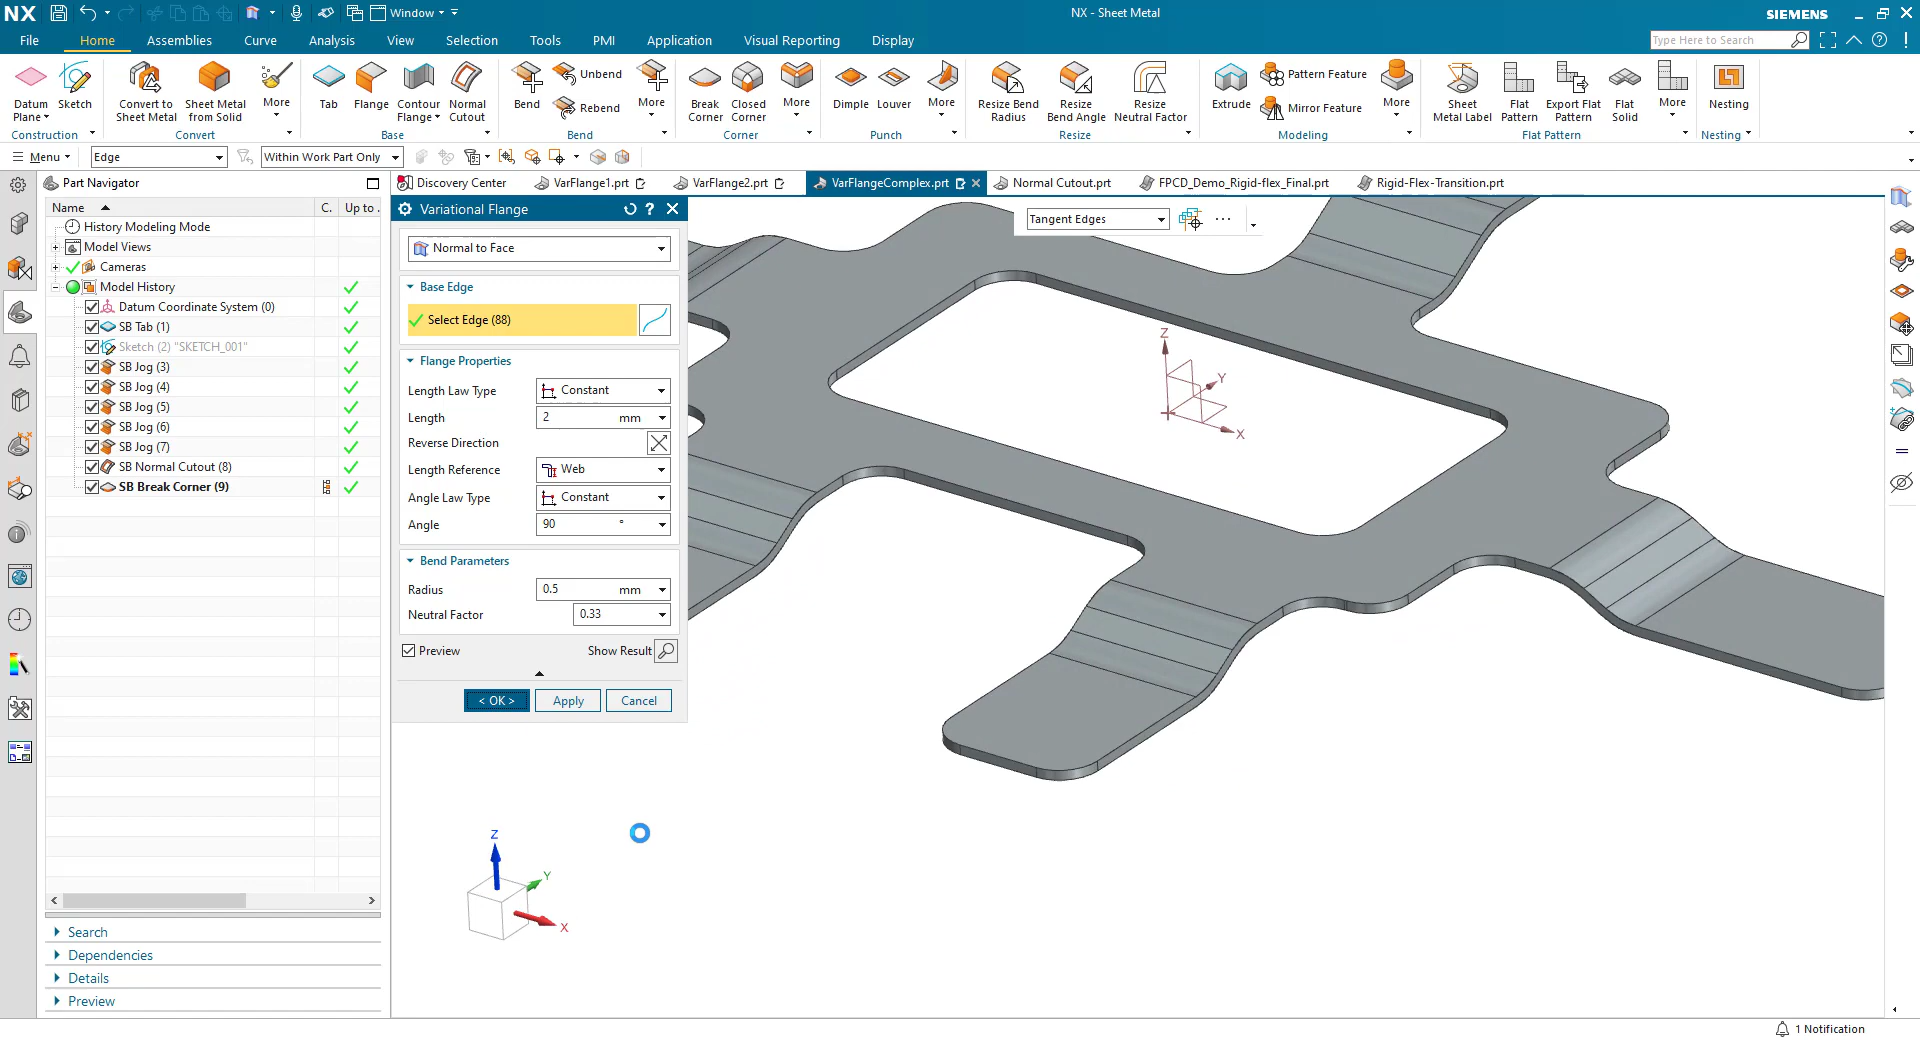 NX
Window
NX - Sheet Metal
SIEMENS
File
Home
Assemblies
Curve
Analysis
View
Selection
Tools
PMI
Application
Visual Reporting
Display
Type Here to Search
Datum Plane
Sketch
Construction
Convert to Sheet Metal
Sheet Metal from Solid
More
Convert
Tab
Flange
Contour Flange
Normal Cutout
Base
Bend
Unbend
Rebend
More
Bend
Break Corner
Closed Corner
More
Corner
Dimple
Louver
More
Punch
Resize Bend Radius
Resize Bend Angle
Resize Neutral Factor
Resize
Extrude
Pattern Feature
Mirror Feature
More
Modeling
Sheet Metal Label
Flat Pattern
Export Flat Pattern
Flat Solid
More
Flat Pattern
Nesting
Nesting
Menu
Edge
Within Work Part Only
Part Navigator
Name
C.
Up to .
History Modeling Mode
Model Views
Cameras
Model History
Datum Coordinate System (0)
SB Tab (1)
Sketch (2) "SKETCH_001"
SB Jog (3)
SB Jog (4)
SB Jog (5)
SB Jog (6)
SB Jog (7)
SB Normal Cutout (8)
SB Break Corner (9)
Search
Dependencies
Details
Preview
Discovery Center
VarFlange1.prt
VarFlange2.prt
VarFlangeComplex.prt
Normal Cutout.prt
FPCD_Demo_Rigid-flex_Final.prt
Rigid-Flex-Transition.prt
Variational Flange
Normal to Face
Base Edge
Select Edge (88)
Flange Properties
Length Law Type
Constant
Length
2 mm
Reverse Direction
Length Reference
Web
Angle Law Type
Constant
Angle
90 °
Bend Parameters
Radius
0.5 mm
Neutral Factor
0.33
Preview
Show Result
< OK >
Apply
Cancel
Tangent Edges
Z
Y
X
Z
Y
X
1 Notification